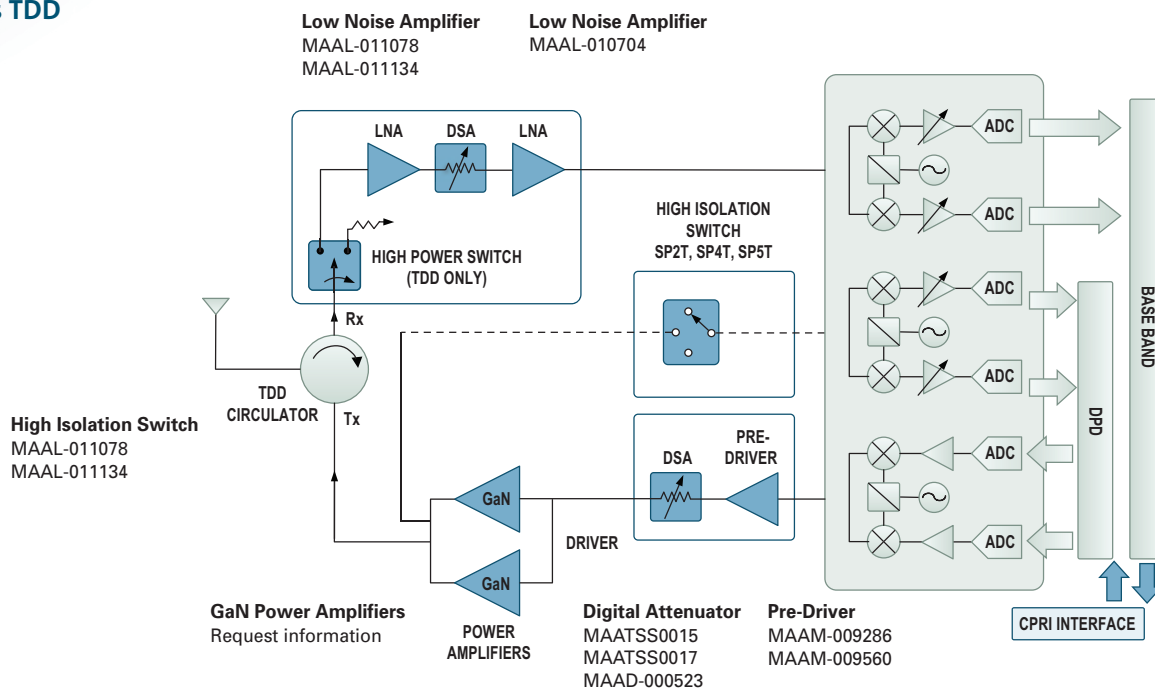 TDD
Low Noise Amplifier
MAAL-011078
MAAL-011134
Low Noise Amplifier
MAAL-010704
LNA
DSA
LNA
HIGH POWER SWITCH
(TDD ONLY)
Rx
TDD
CIRCULATOR
Tx
High Isolation Switch
MAAL-011078
MAAL-011134
HIGH ISOLATION
SWITCH
SP2T, SP4T, SP5T
DSA
PRE-
DRIVER
GaN
GaN
DRIVER
POWER
AMPLIFIERS
GaN Power Amplifiers
Request information
Digital Attenuator
MAATSS0015
MAATSS0017
MAAD-000523
Pre-Driver
MAAM-009286
MAAM-009560
ADC
ADC
ADC
ADC
ADC
ADC
DPD
BASE BAND
CPRI INTERFACE